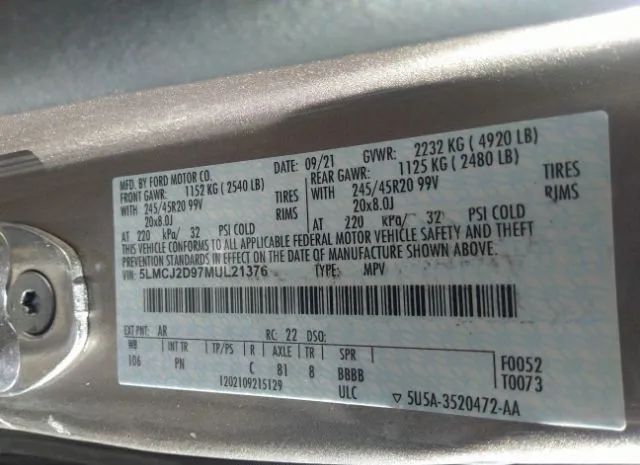 MFD. BY FORD MOTOR CO. DATE: 09/21 GVWR: 2232 KG ( 4920 LB)
FRONT GAWR: 1152 KG ( 2540 LB) REAR GAWR: 1125 KG ( 2480 LB)
WITH 245/45R20 99V TIRES WITH 245/45R20 99V TIRES
20x8.0J RIMS 20x8.0J RIMS
AT 220 kPa/ 32 PSI COLD AT 220 kPa/ 32 PSI COLD
THIS VEHICLE CONFORMS TO ALL APPLICABLE FEDERAL MOTOR VEHICLE SAFETY AND THEFT
PREVENTION STANDARDS IN EFFECT ON THE DATE OF MANUFACTURE SHOWN ABOVE.
VIN: 5LMCJ2D97MUL21376 TYPE: MPV
EXT PNT: AR RC: 22 DSO:
WB INT TR TP/PS R AXLE TR SPR
106 PN C 81 8 BBBB
F0052
T0073
1202109215129 ULC
▽ 5U5A-3520472-AA